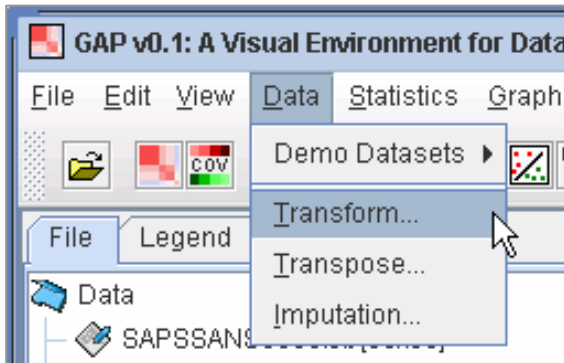 GAP v0.1: A Visual Environment for Data
File Edit View Data Statistics Graph
COV
Demo Datasets
Transform...
File Legend
Transpose...
Data
Imputation...
SAPSSANS